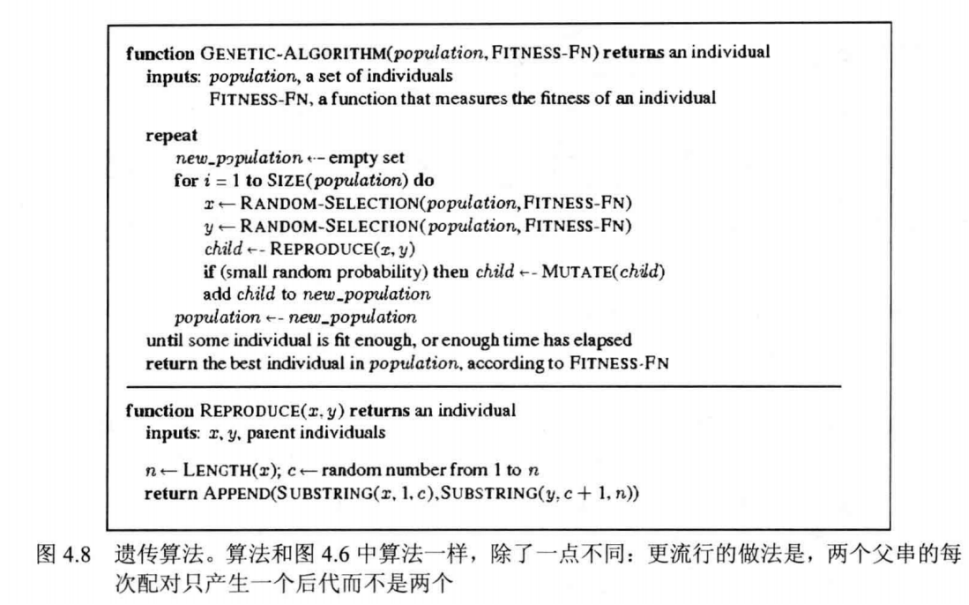 function GENETIC-ALGORITHM(population, FITNESS-FN) returns an individual
inputs: population, a set of individuals
FITNESS-FN, a function that measures the fitness of an individual
repeat
new_population ← empty set
for i = 1 to SIZE(population) do
x ← RANDOM-SELECTION(population, FITNESS-FN)
y ← RANDOM-SELECTION(population, FITNESS-FN)
child ← REPRODUCE(x, y)
if (small random probability) then child ← MUTATE(child)
add child to new_population
population ← new_population
until some individual is fit enough, or enough time has elapsed
return the best individual in population, according to FITNESS-FN
function REPRODUCE(x, y) returns an individual
inputs: x, y, parent individuals
n ← LENGTH(x); c ← random number from 1 to n
return APPEND(SUBSTRING(x, 1, c), SUBSTRING(y, c + 1, n))
图 4.8 遗传算法。算法和图 4.6 中算法一样，除了一点不同：更流行的做法是，两个父串的每
次配对只产生一个后代而不是两个